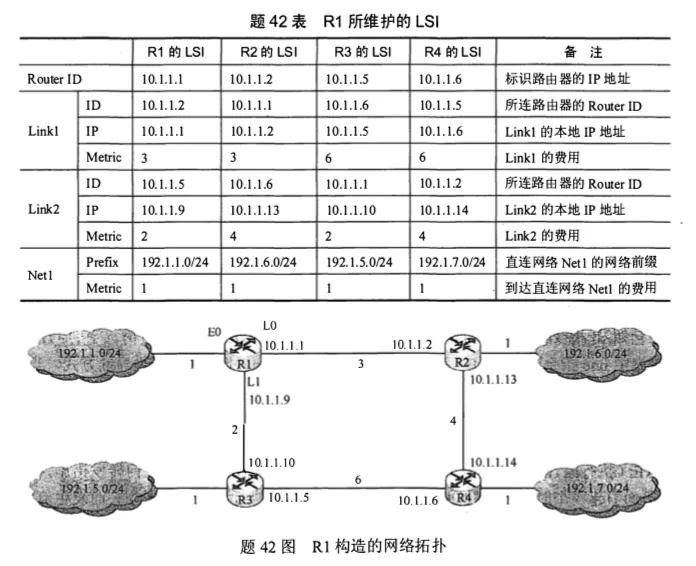 题 42 表 R1 所维护的 LSI
R1 的 LSI R2 的 LSI R3 的 LSI R4 的 LSI 备 注
Router ID 10.1.1.1 10.1.1.2 10.1.1.5 10.1.1.6 标识路由器的 IP 地址
Link1 ID 10.1.1.2 10.1.1.1 10.1.1.6 10.1.1.5 所连路由器的 Router ID
IP 10.1.1.1 10.1.1.2 10.1.1.5 10.1.1.6 Link1 的本地 IP 地址
Metric 3 3 6 6 Link1 的费用
Link2 ID 10.1.1.5 10.1.1.6 10.1.1.1 10.1.1.2 所连路由器的 Router ID
IP 10.1.1.9 10.1.1.13 10.1.1.10 10.1.1.14 Link2 的本地 IP 地址
Metric 2 4 2 4 Link2 的费用
Net1 Prefix 192.1.1.0/24 192.1.6.0/24 192.1.5.0/24 192.1.7.0/24 直连网络 Net1 的网络前缀
Metric 1 1 1 1 到达直连网络 Net1 的费用
E0 L0
192.1.1.0/24 1 R1 10.1.1.1 3 10.1.1.2 R2 1 192.1.6.0/24
L1 10.1.1.13
10.1.1.9
2 4
10.1.1.10 10.1.1.14
192.1.5.0/24 1 R3 10.1.1.5 6 10.1.1.6 R4 1 192.1.7.0/24
题 42 图 R1 构造的网络拓扑